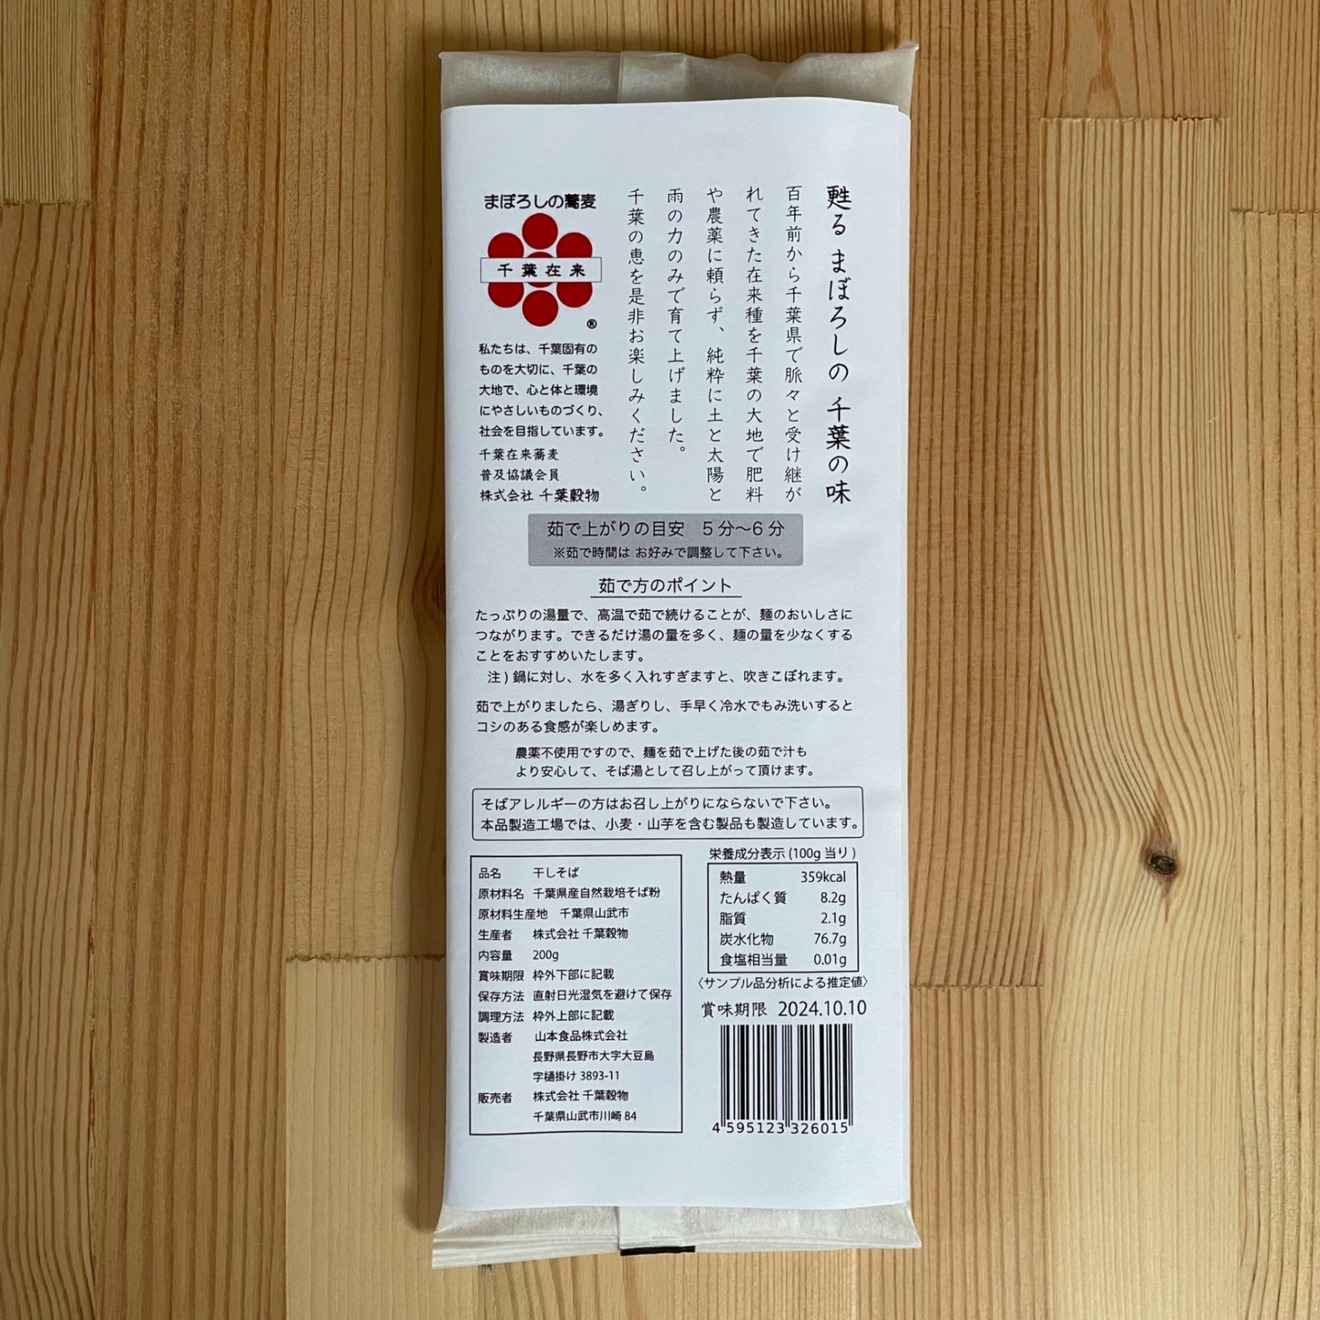 甦る まぼろしの 千葉の味
百年前から千葉県で脈々と受け継が
れてきた在来種を千葉の大地で肥料
や農薬に頼らず、純粋に土と太陽と
雨の力のみで育て上げました。
千葉の恵を是非お楽しみください。
まぼろしの蕎麦
千葉在来
®
私たちは、千葉固有の
ものを大切に、千葉の
大地で、心と体と環境
にやさしいものづくり、
社会を目指しています。
千葉在来蕎麦
普及協議会員
株式会社 千葉穀物
茹で上がりの目安 5分〜6分
※茹で時間は お好みで調整して下さい。
茹で方のポイント
たっぷりの湯量で、高温で茹で続けることが、麺のおいしさに
つながります。できるだけ湯の量を多く、麺の量を少なくする
ことをおすすめいたします。
注）鍋に対し、水を多く入れすぎますと、吹きこぼれます。
茹で上がりましたら、湯ぎりし、手早く冷水でもみ洗いすると
コシのある食感が楽しめます。
農薬不使用ですので、麺を茹で上げた後の茹で汁も
より安心して、そば湯として召し上がって頂けます。
そばアレルギーの方はお召し上がりにならないで下さい。
本品製造工場では、小麦・山芋を含む製品も製造しています。
品名 干しそば
原材料名 千葉県産自然栽培そば粉
原材料生産地 千葉県山武市
生産者 株式会社 千葉穀物
内容量 200g
賞味期限 枠外下部に記載
保存方法 直射日光湿気を避けて保存
調理方法 枠外上部に記載
製造者 山本食品株式会社
長野県長野市大字大豆島
字樋掛け 3893-11
販売者 株式会社 千葉穀物
千葉県山武市川崎 84
栄養成分表示 (100g 当り)
熱量 359kcal
たんぱく質 8.2g
脂質 2.1g
炭水化物 76.7g
食塩相当量 0.01g
〈サンプル品分析による推定値〉
賞味期限 2024.10.10
4 595123 326015